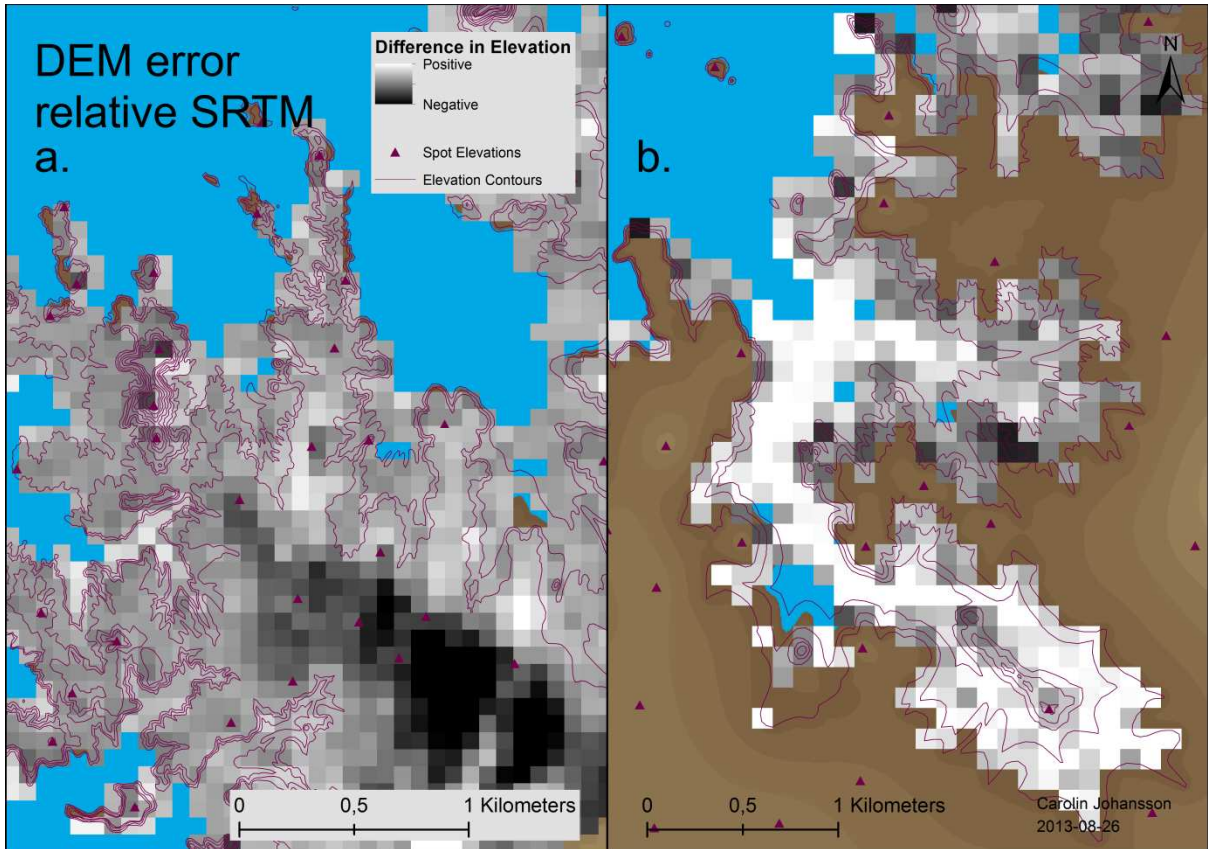 DEM error
relative SRTM
a.
Difference in Elevation
Positive
Negative
Spot Elevations
Elevation Contours
b.
N
0 0,5 1 Kilometers
0 0,5 1 Kilometers
Carolin Johansson
2013-08-26